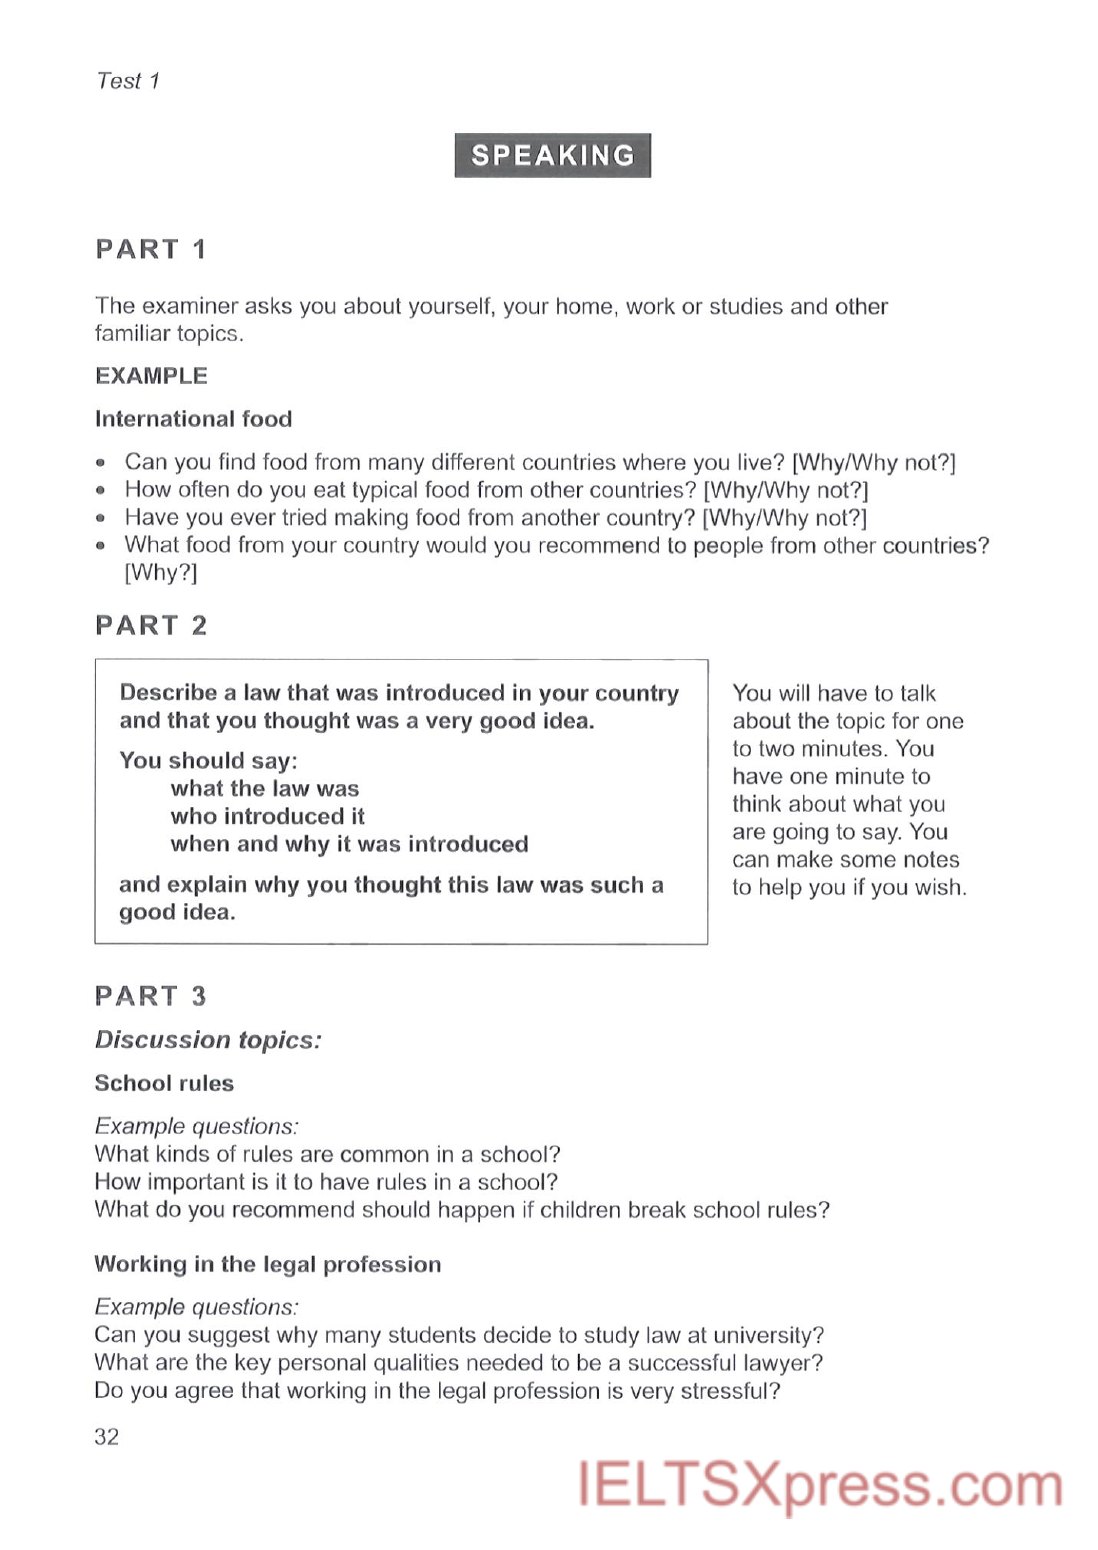 Test 1
SPEAKING
PART 1
The examiner asks you about yourself, your home, work or studies and other
familiar topics.
EXAMPLE
International food
• Can you find food from many different countries where you live? [Why/Why not?]
• How often do you eat typical food from other countries? [Why/Why not?]
• Have you ever tried making food from another country? [Why/Why not?]
• What food from your country would you recommend to people from other countries?
[Why?]
PART 2
Describe a law that was introduced in your country
and that you thought was a very good idea.
You should say:
what the law was
who introduced it
when and why it was introduced
and explain why you thought this law was such a
good idea.
You will have to talk
about the topic for one
to two minutes. You
have one minute to
think about what you
are going to say. You
can make some notes
to help you if you wish.
PART 3
Discussion topics:
School rules
Example questions:
What kinds of rules are common in a school?
How important is it to have rules in a school?
What do you recommend should happen if children break school rules?
Working in the legal profession
Example questions:
Can you suggest why many students decide to study law at university?
What are the key personal qualities needed to be a successful lawyer?
Do you agree that working in the legal profession is very stressful?
32
IELTSXpress.com